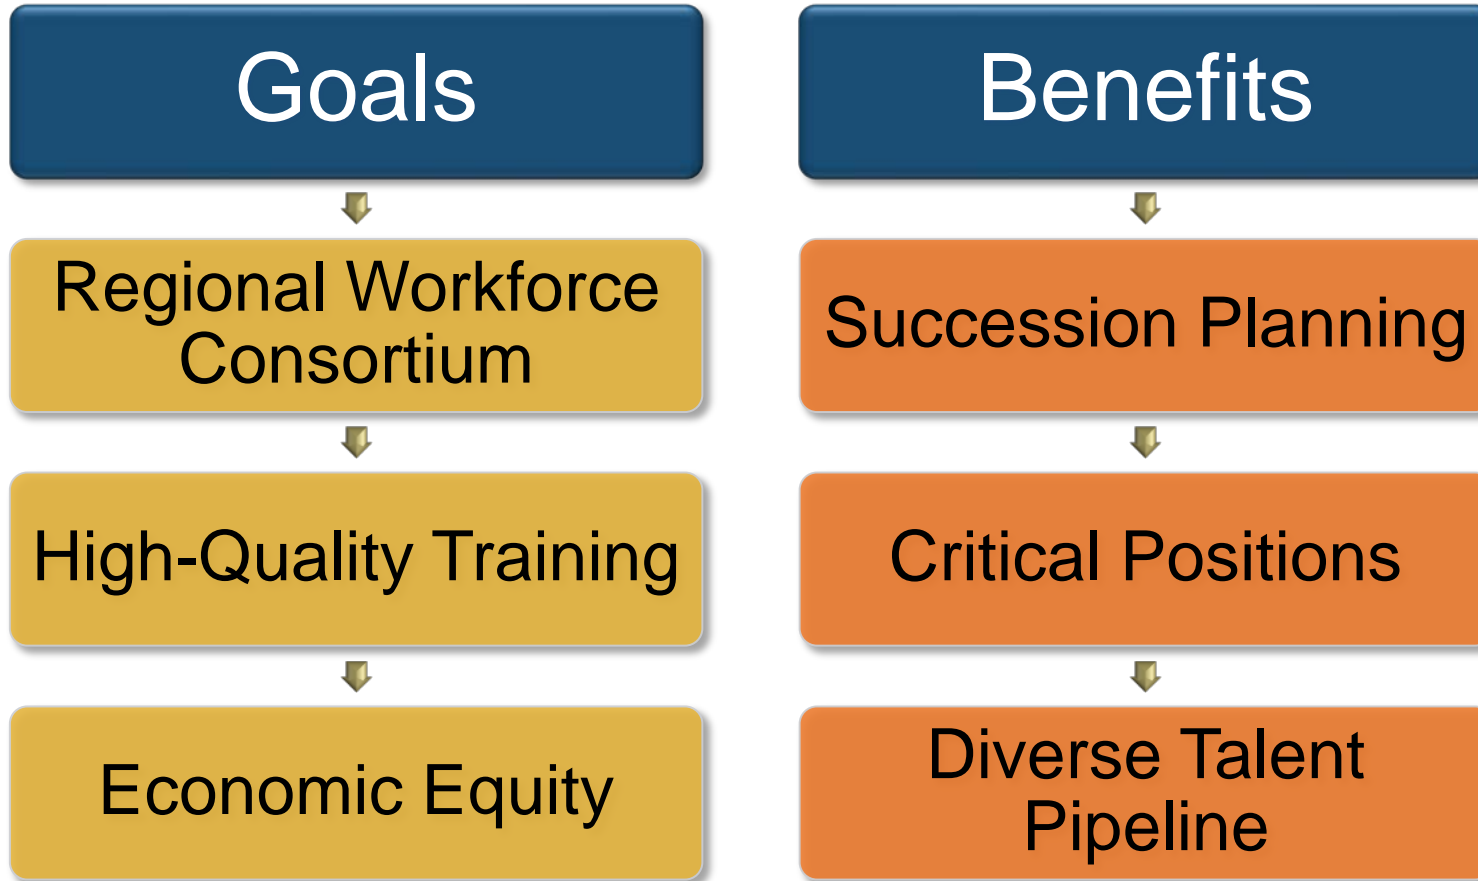 Goals
Regional Workforce
Consortium
High-Quality Training
Economic Equity
Benefits
Succession Planning
Critical Positions
Diverse Talent
Pipeline